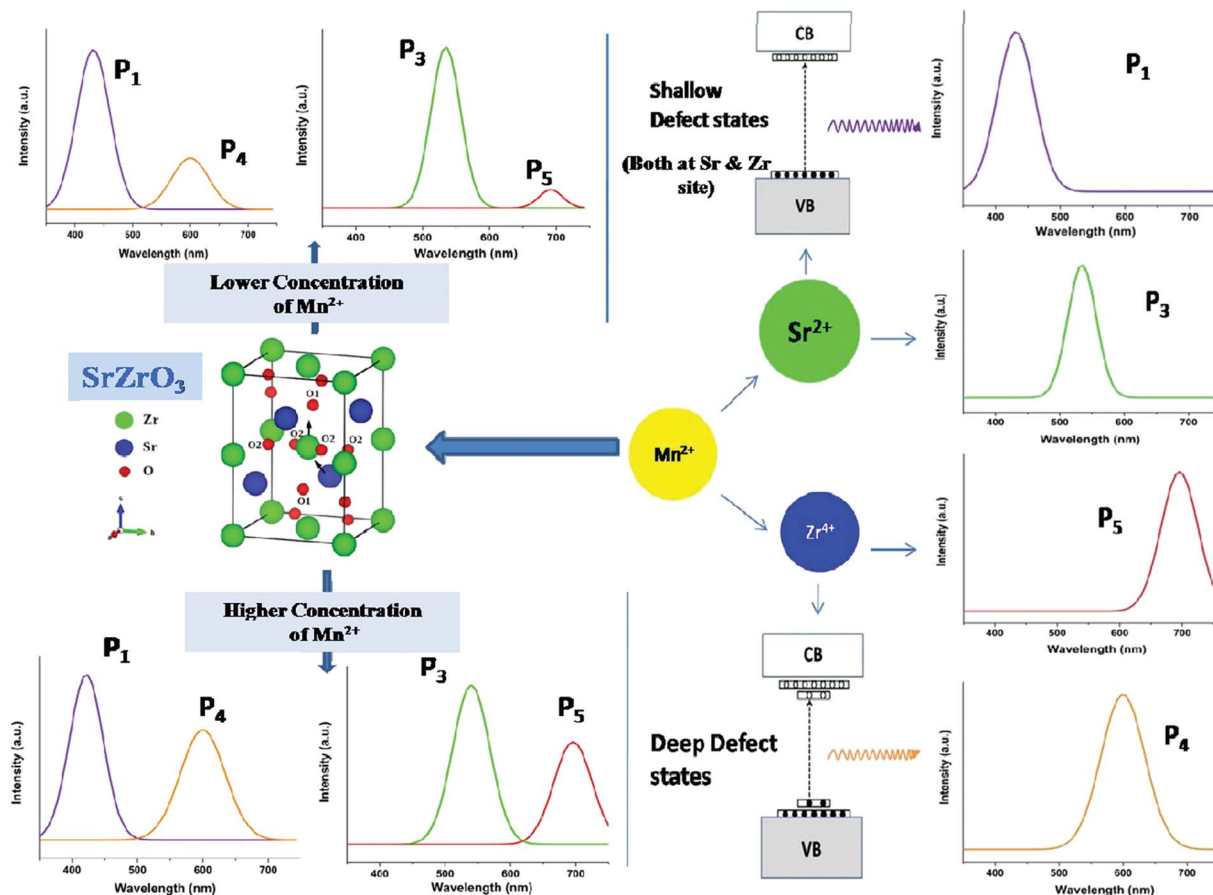 P₁
P₄
Intensity (a.u.)
400 500 600 700
Wavelength (nm)
P₃
P₅
Intensity (a.u.)
400 500 600 700
Wavelength (nm)
Lower Concentration
of Mn²⁺
SrZrO₃
Zr
Sr
O
c
a
b
O1
O2
O2
O2
O2
O1
Higher Concentration
of Mn²⁺
P₁
P₄
Intensity (a.u.)
400 500 600 700
Wavelength (nm)
P₃
P₅
Intensity (a.u.)
400 500 600 700
Wavelength (nm)
CB
Shallow
Defect states
(Both at Sr & Zr
site)
VB
Sr²⁺
Mn²⁺
Zr⁴⁺
CB
Deep Defect
states
VB
P₁
Intensity (a.u.)
400 500 600 700
Wavelength (nm)
P₃
Intensity (a.u.)
400 500 600 700
Wavelength (nm)
P₅
Intensity (a.u.)
400 500 600 700
Wavelength (nm)
P₄
Intensity (a.u.)
400 500 600 700
Wavelength (nm)